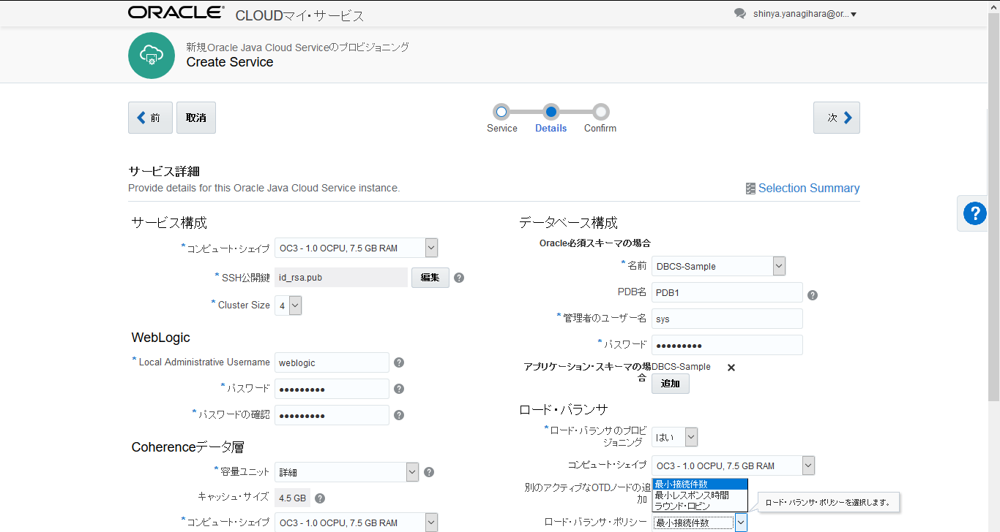 ORACLE CLOUDマイ・サービス
shinya.yanagihara@or...
新規Oracle Java Cloud Serviceのプロビジョニング
Create Service
前
取消
Service
Details
Confirm
次
サービス詳細
Provide details for this Oracle Java Cloud Service instance.
Selection Summary
?
サービス構成
*コンピュート・シェイプ OC3 - 1.0 OCPU, 7.5 GB RAM
*SSH公開鍵 id_rsa.pub 編集 ?
*Cluster Size 4
WebLogic
*Local Administrative Username weblogic ?
*パスワード ●●●●●●●●● ?
*パスワードの確認 ●●●●●●●●● ?
Coherenceデータ層
*容量ユニット 詳細 ?
キャッシュ・サイズ 4.5 GB ?
*コンピュート・シェイプ OC3 - 1.0 OCPU, 7.5 GB RAM
データベース構成
Oracle必須スキーマの場合
*名前 DBCS-Sample
PDB名 PDB1 ?
*管理者のユーザー名 sys
*パスワード ●●●●●●●●●
アプリケーション・スキーマの場 DBCS-Sample ×
合 追加
ロード・バランサ
*ロード・バランサのプロビ はい
ジョニング
コンピュート・シェイプ OC3 - 1.0 OCPU, 7.5 GB RAM
別のアクティブなOTDノードの追
加
最小接続件数
最小レスポンス時間
ラウンド・ロビン
ロード・バランサ・ポリシーを選択します。
ロード・バランサ・ポリシー 最小接続件数